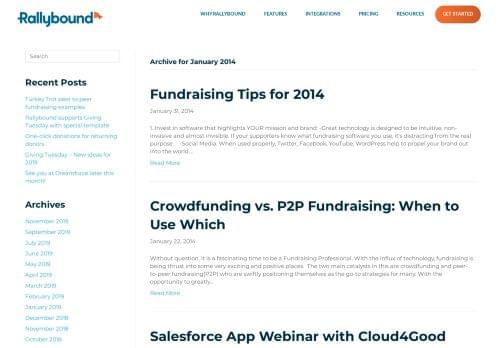 Rallybound
WHY RALLYBOUND
FEATURES
INTEGRATIONS
PRICING
RESOURCES
GET STARTED
Search
Recent Posts
Turkey Trot peer to peer
fundraising examples
Rallybound supports Giving
Tuesday with special template
One-click donations for returning
donors
Giving Tuesday – New ideas for
2019
See you at Dreamforce later this
month!
Archives
November 2019
September 2019
July 2019
June 2019
May 2019
April 2019
March 2019
February 2019
January 2019
December 2018
November 2018
October 2018
Archive for January 2014
Fundraising Tips for 2014
January 31, 2014
1. Invest in software that highlights YOUR mission and brand: -Great technology is designed to be intuitive, non-
invasive and almost invisible. If your supporters know what fundraising software you use, it's distracting from the real
purpose. -Social Media. When used properly, Twitter, Facebook, YouTube, WordPress help to propel your brand out
into the world....
Read More
Crowdfunding vs. P2P Fundraising: When to
Use Which
January 22, 2014
Without question, it is a fascinating time to be a Fundraising Professional. With the influx of technology, fundraising is
being thrust into some very exciting and positive places. The two main catalysts in this are crowdfunding and peer-
to-peer fundraising(P2P) who are swiftly positioning themselves as the go-to strategies for many. With the
opportunity to greatly...
Read More
Salesforce App Webinar with Cloud4Good